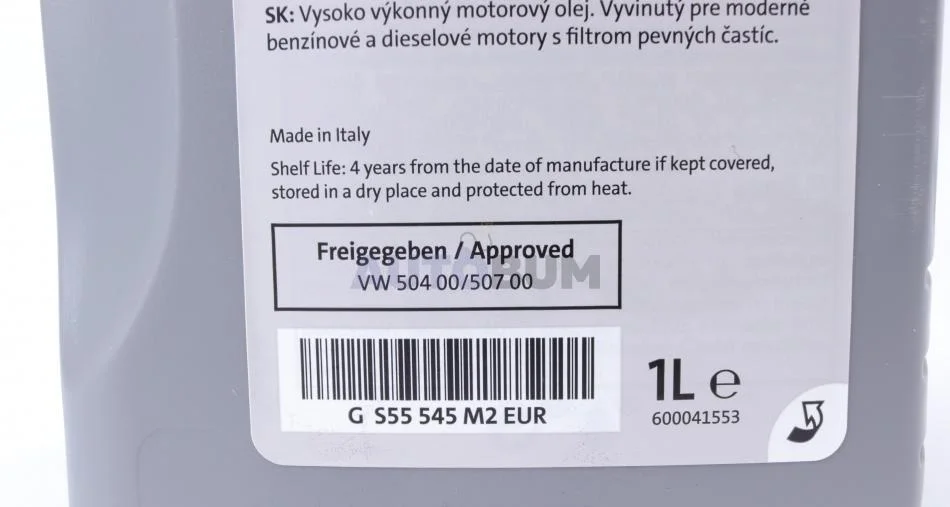 SK: Vysoko výkonný motorový olej. Vyvinutý pre moderné
benzínové a dieselové motory s filtrom pevných častíc.
Made in Italy
Shelf Life: 4 years from the date of manufacture if kept covered,
stored in a dry place and protected from heat.
Freigegeben / Approved
AUTOBUM
VW 504 00/507 00
G S55 545 M2 EUR
1L e
600041553